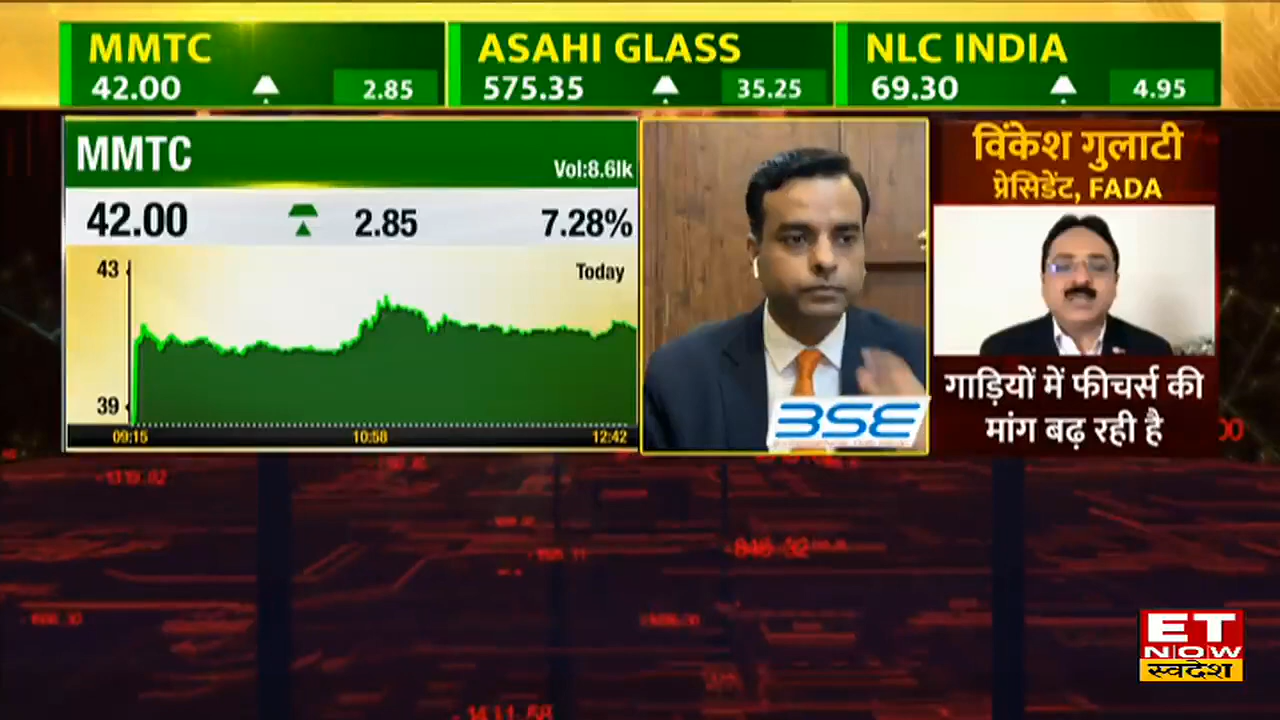 MMTC
42.00 2.85
ASAHI GLASS
575.35 35.25
NLC INDIA
69.30 4.95
MMTC
Vol:8.6lk
42.00 2.85 7.28%
43
Today
39
09:15 10:58 12:42
BSE
विंकेश गुलाटी
प्रेसिडेंट, FADA
गाड़ियों में फीचर्स की
मांग बढ़ रही है
ET
NOW
स्वदेश